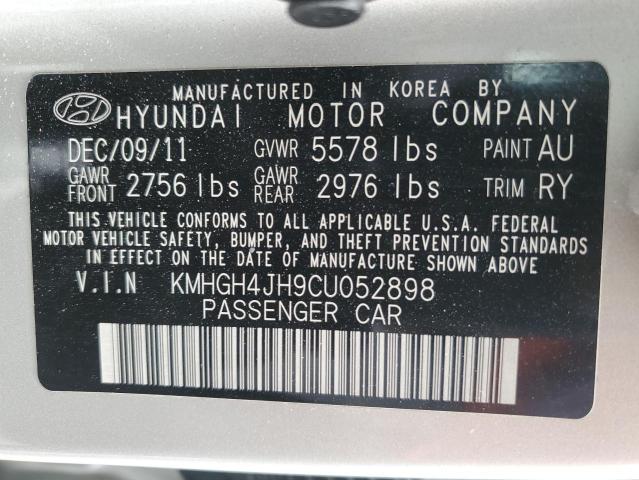 MANUFACTURED IN KOREA BY
HYUNDAI MOTOR COMPANY
DEC/09/11 GVWR 5578 lbs PAINT AU
GAWR FRONT 2756 lbs GAWR REAR 2976 lbs TRIM RY
THIS VEHICLE CONFORMS TO ALL APPLICABLE U.S.A. FEDERAL
MOTOR VEHICLE SAFETY, BUMPER, AND THEFT PREVENTION STANDARDS
IN EFFECT ON THE DATE OF MANUFACTURE SHOWN ABOVE
V.I.N KMHGH4JH9CU052898
PASSENGER CAR